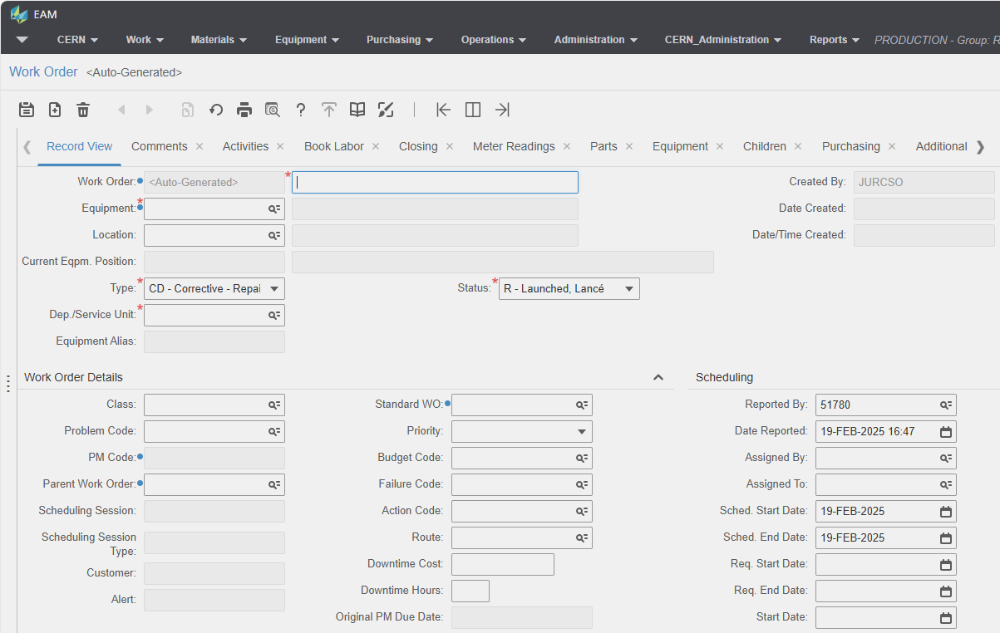 EAM
CERN Work Materials Equipment Purchasing Operations Administration CERN_Administration Reports PRODUCTION - Group: R
Work Order <Auto-Generated>
Record View Comments × Activities × Book Labor × Closing × Meter Readings × Parts × Equipment × Children × Purchasing × Additional
Work Order: <Auto-Generated> * Created By: JURCSO
Equipment: * Date Created:
Location: Date/Time Created:
Current Eqpm. Position:
Type: * CD - Corrective - Repai Status: * R - Launched, Lancé
Dep./Service Unit: *
Equipment Alias:
Work Order Details Scheduling
Class: Standard WO: Reported By: 51780
Problem Code: Priority: Date Reported: 19-FEB-2025 16:47
PM Code: Budget Code: Assigned By:
Parent Work Order: Failure Code: Assigned To:
Scheduling Session: Action Code: Sched. Start Date: 19-FEB-2025
Scheduling Session
Type:
Route: Sched. End Date: 19-FEB-2025
Customer: Downtime Cost: Req. Start Date:
Alert: Downtime Hours: Req. End Date:
Original PM Due Date: Start Date: